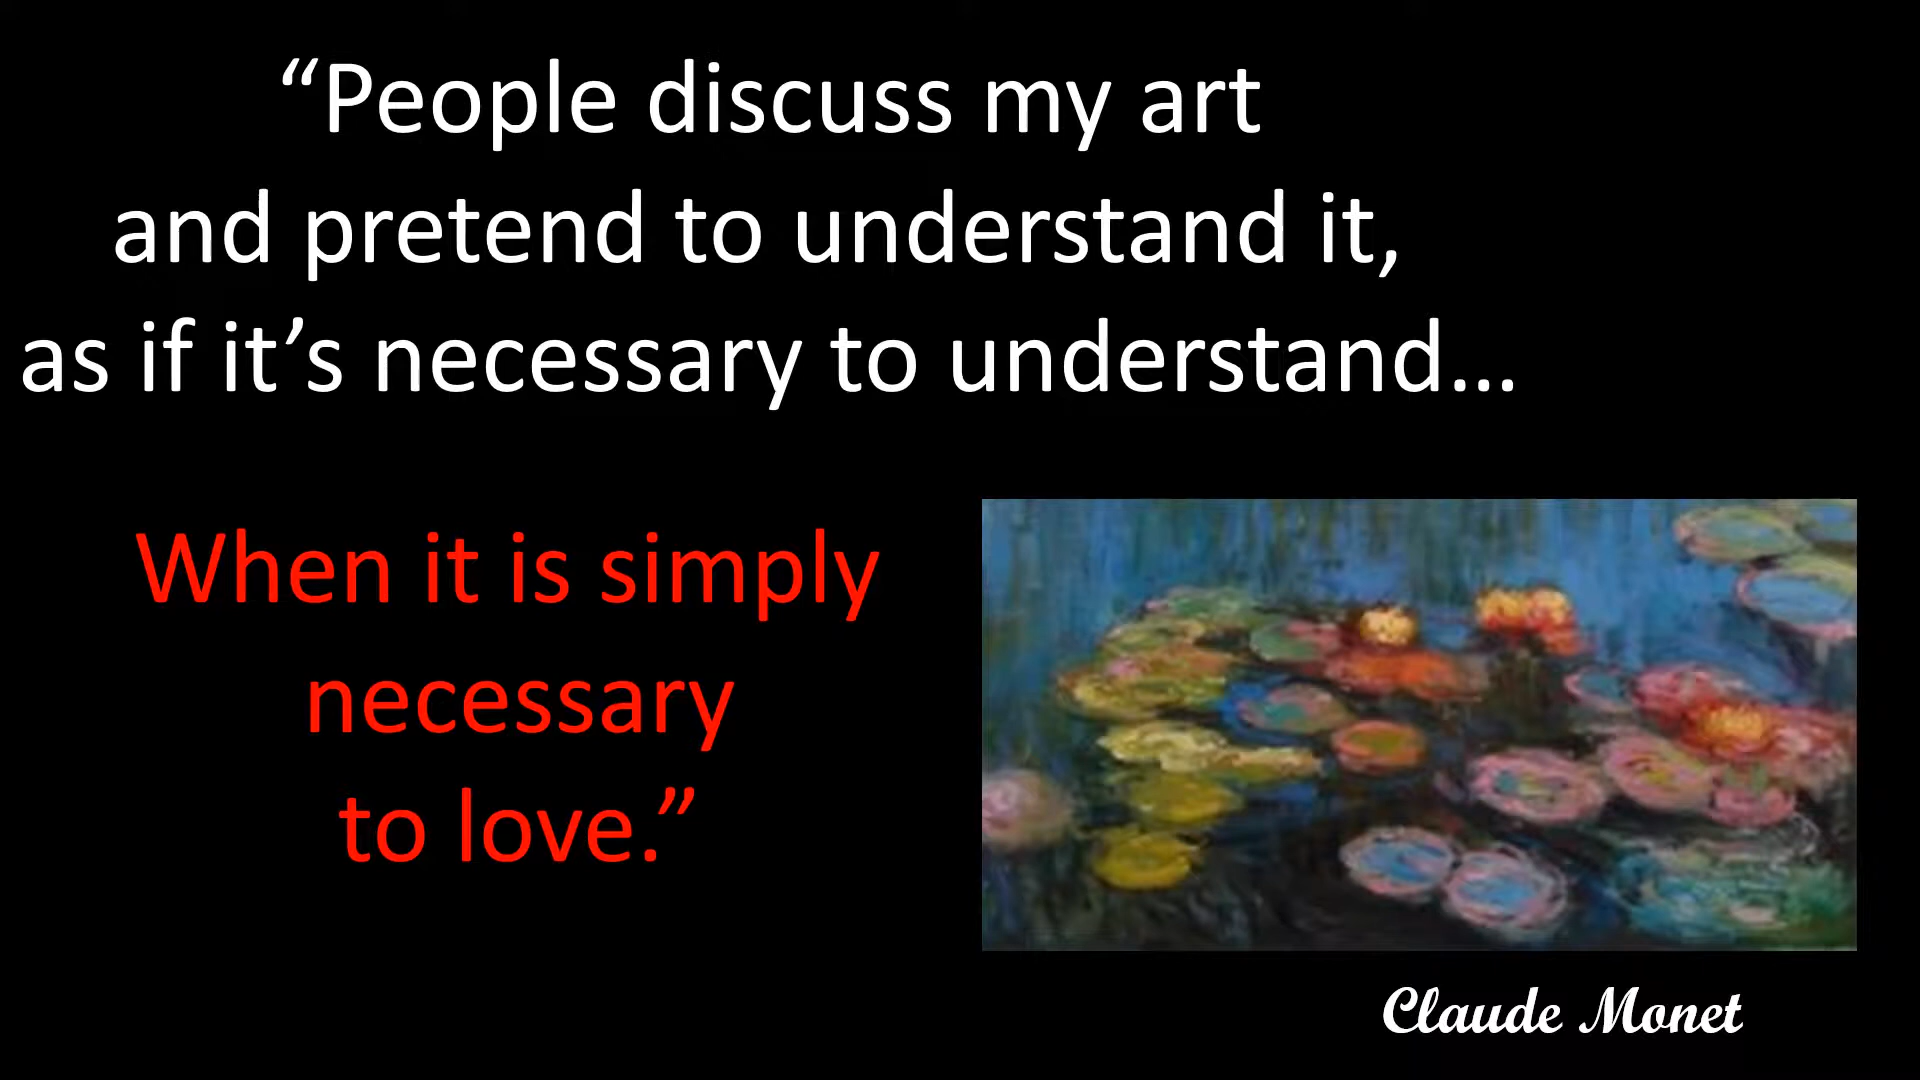 “People discuss my art
and pretend to understand it,
as if it’s necessary to understand...
When it is simply
necessary
to love.”
Claude Monet